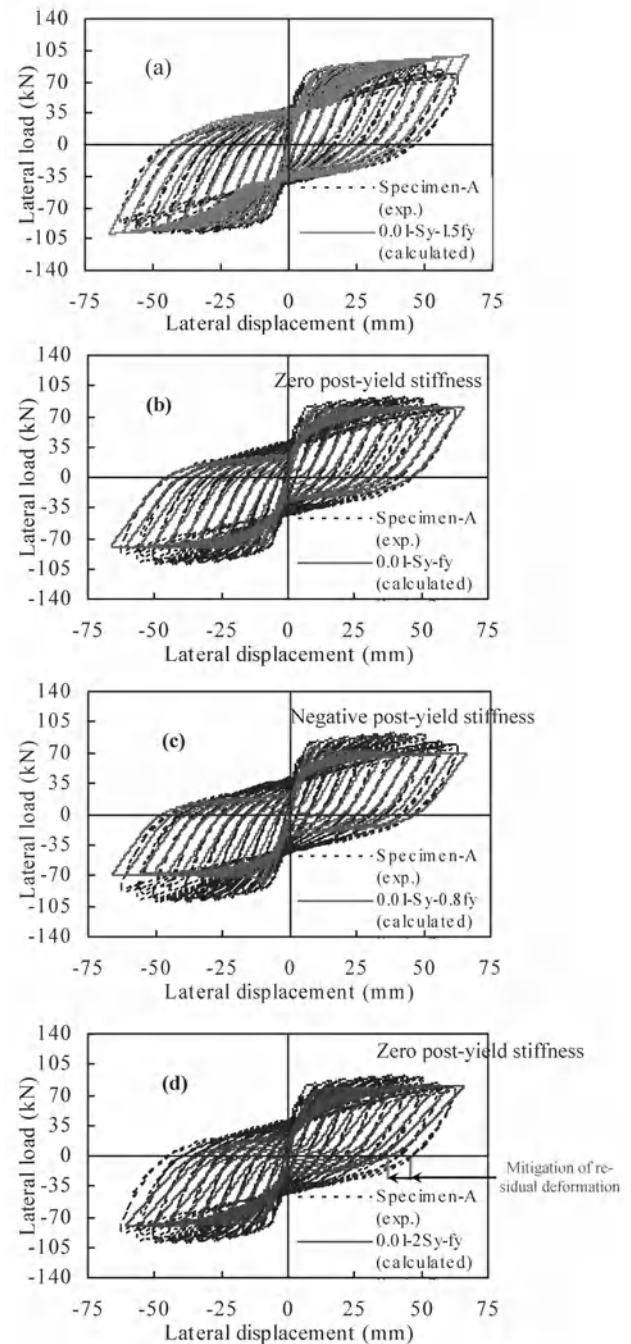 140
105
70
35
0
-35
-70
-105
-140
Lateral load (kN)
(a)
Specimen-A
(exp.)
0.01-Sy-1.5fy
(calculated)
-75 -50 -25 0 25 50 75
Lateral displacement (mm)
140
105
70
35
0
-35
-70
-105
-140
Lateral load (kN)
(b)
Zero post-yield stiffness
Specimen-A
(exp.)
0.01-Sy-fy
(calculated)
-75 -50 -25 0 25 50 75
Lateral displacement (mm)
140
105
70
35
0
-35
-70
-105
-140
Lateral load (kN)
(c)
Negative post-yield stiffness
Specimen-A
(exp.)
0.01-Sy-0.8fy
(calculated)
-75 -50 -25 0 25 50 75
Lateral displacement (mm)
140
105
70
35
0
-35
-70
-105
-140
Lateral load (kN)
(d)
Zero post-yield stiffness
Mitigation of re-
sidual deformation
Specimen-A
(exp.)
0.01-2Sy-fy
(calculated)
-75 -50 -25 0 25 50 75
Lateral displacement (mm)